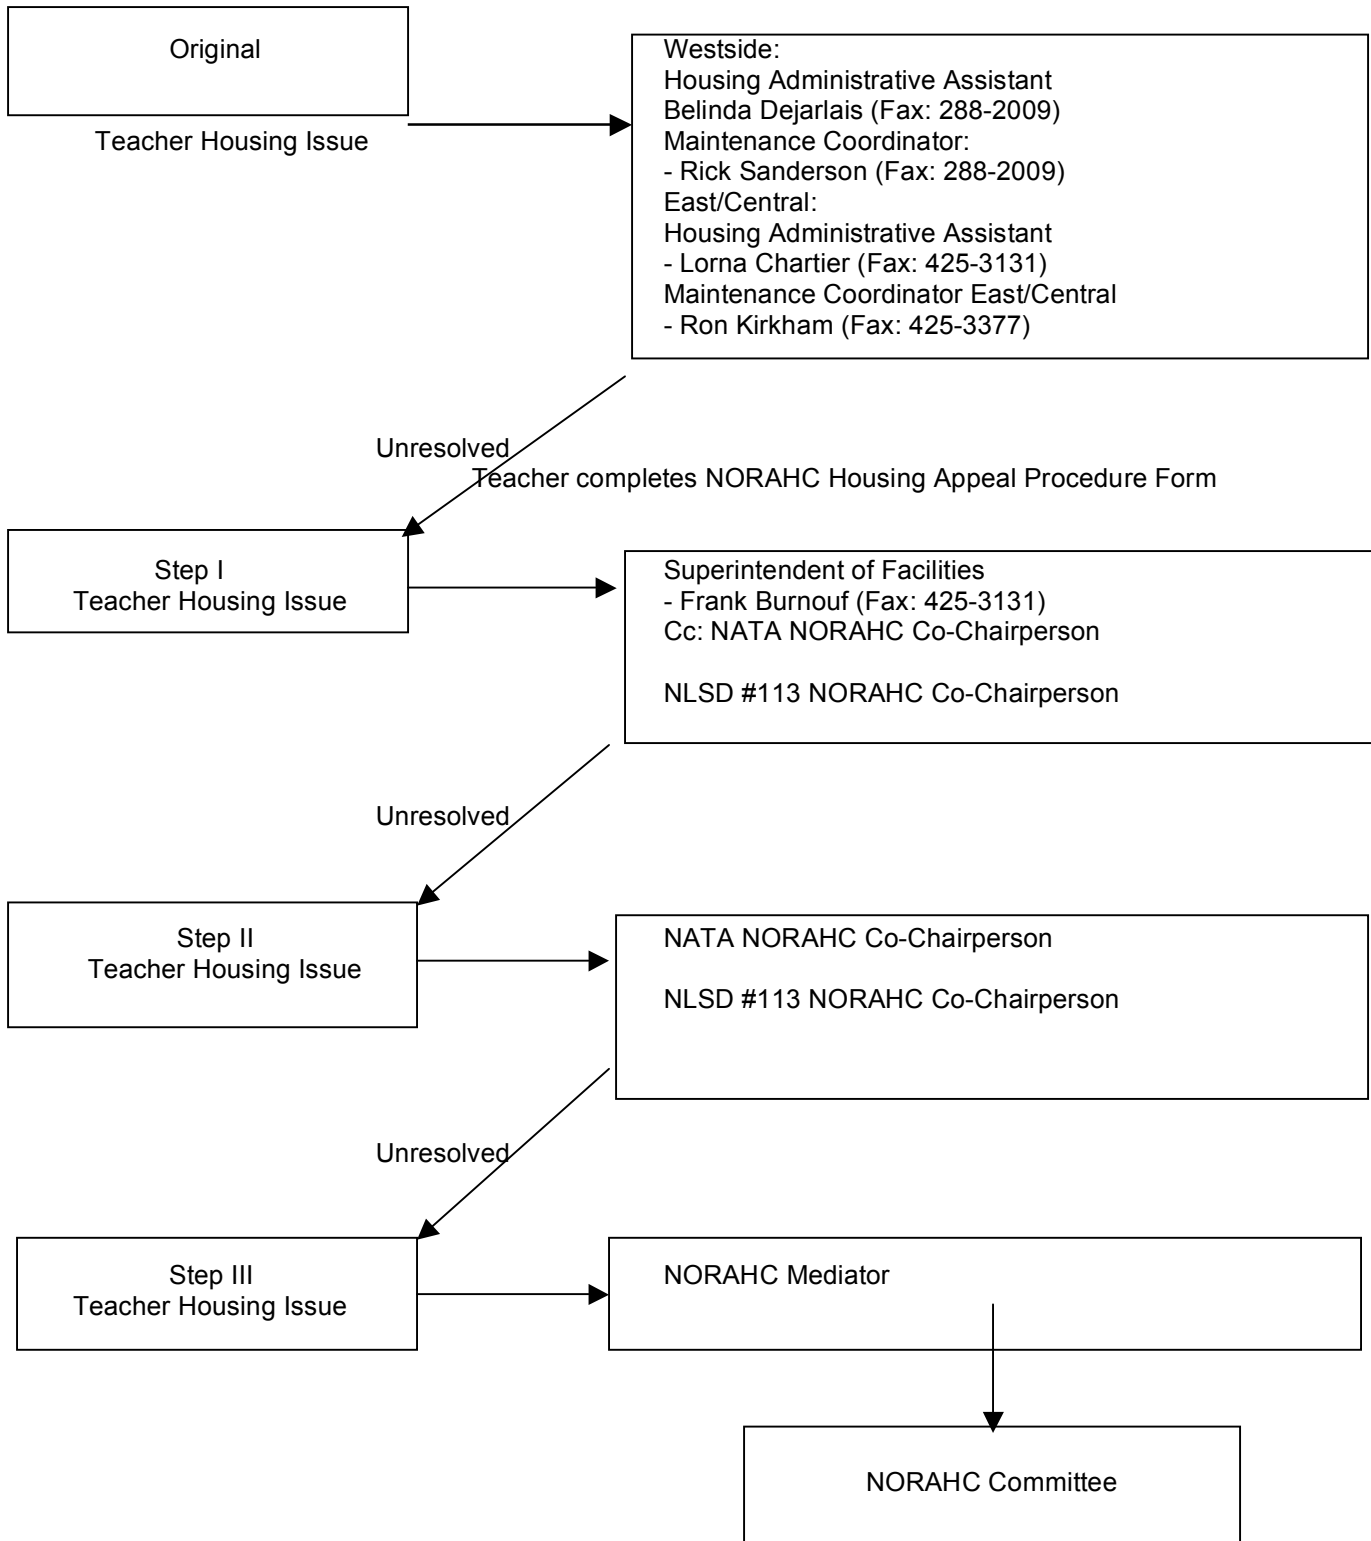 Original
Teacher Housing Issue
Westside:
Housing Administrative Assistant
Belinda Dejarlais (Fax: 288-2009)
Maintenance Coordinator:
- Rick Sanderson (Fax: 288-2009)
East/Central:
Housing Administrative Assistant
- Lorna Chartier (Fax: 425-3131)
Maintenance Coordinator East/Central
- Ron Kirkham (Fax: 425-3377)
Unresolved
Teacher completes NORAHC Housing Appeal Procedure Form
Step I
Teacher Housing Issue
Superintendent of Facilities
- Frank Burnouf (Fax: 425-3131)
Cc: NATA NORAHC Co-Chairperson
NLSD #113 NORAHC Co-Chairperson
Unresolved
Step II
Teacher Housing Issue
NATA NORAHC Co-Chairperson
NLSD #113 NORAHC Co-Chairperson
Unresolved
Step III
Teacher Housing Issue
NORAHC Mediator
NORAHC Committee